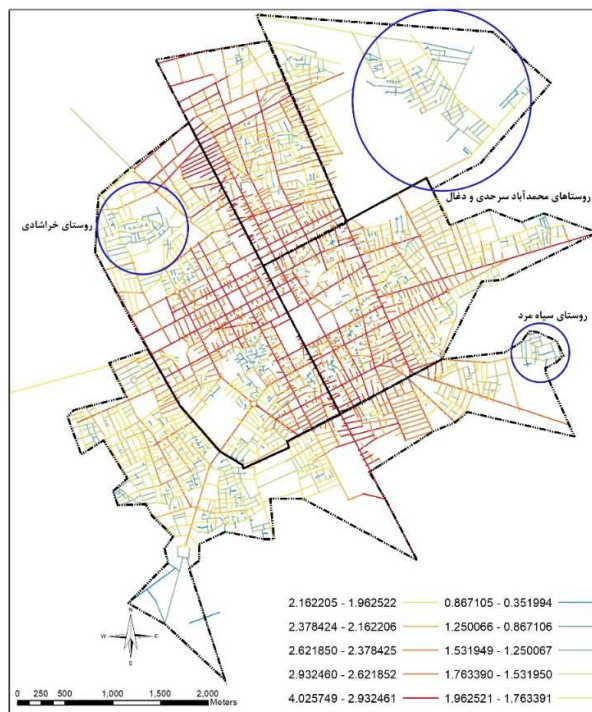 روستاهای محمدآباد سرحدی و دغال
روستای خراشادی
روستای سیاه مرد
2.162205 - 1.962522
0.867105 - 0.351994
2.378424 - 2.162206
1.250066 - 0.867106
2.621850 - 2.378425
1.531949 - 1.250067
2.932460 - 2.621852
1.763390 - 1.531950
4.025749 - 2.932461
1.962521 - 1.763391
N
W
E
S
0 250 500 1,000 1,500 2,000
Meters